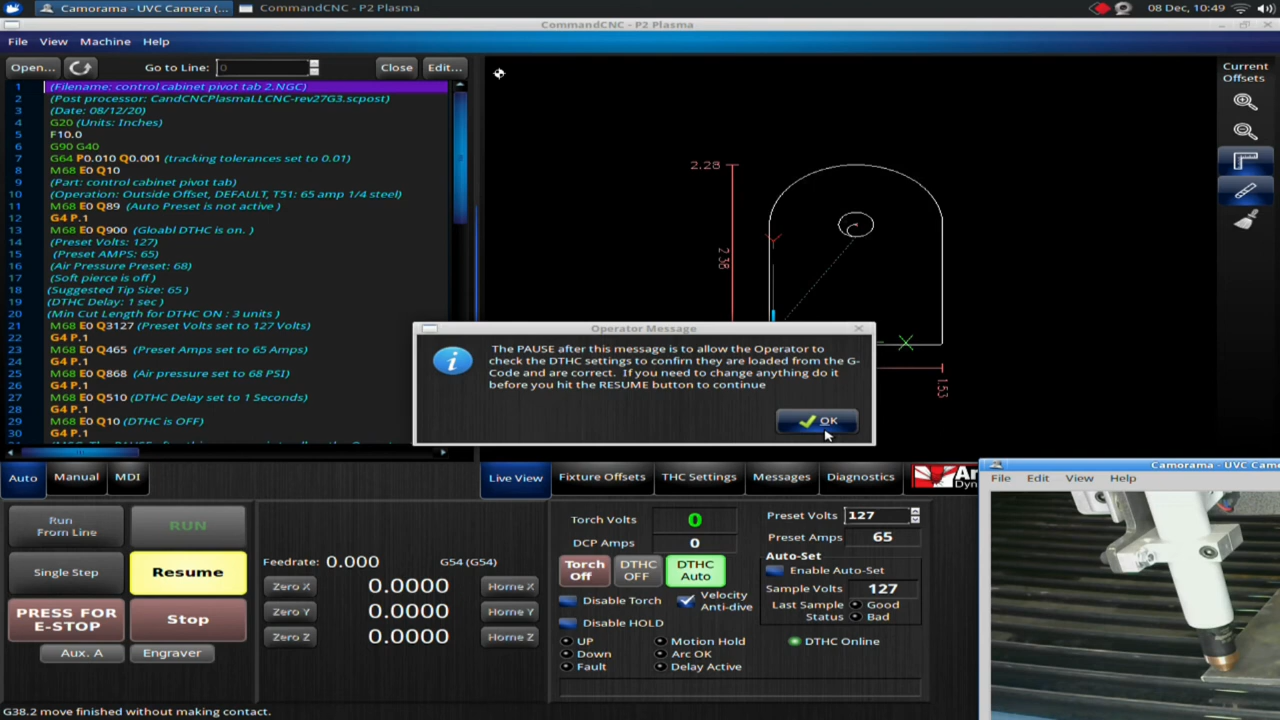 Camorama - UVC Camera (...
CommandCNC - P2 Plasma
08 Dec, 10:49
CommandCNC - P2 Plasma
File View Machine Help
Open... Go to Line: 0 Close Edit...
Current
Offsets
1 (Filename: control cabinet pivot tab 2.NGC)
2 (Post processor: CandCNCPlasmaLLCNC-rev27G3.scpost)
3 (Date: 08/12/20)
4 G20 (Units: Inches)
5 F10.0
6 G90 G40
7 G64 P0.010 Q0.001 (tracking tolerances set to 0.01)
8 M68 E0 Q10
9 (Part: control cabinet pivot tab)
10 (Operation: Outside Offset, DEFAULT, T51: 65 amp 1/4 steel)
11 M68 E0 Q89 (Auto Preset is not active )
12 G4 P.1
13 M68 E0 Q900 (Gloabl DTHC is on. )
14 (Preset Volts: 127)
15 (Preset AMPS: 65)
16 (Air Pressure Preset: 68)
17 (Soft pierce is off )
18 (Suggested Tip Size: 65 )
19 (DTHC Delay: 1 sec )
20 (Min Cut Length for DTHC ON : 3 units )
21 M68 E0 Q3127 (Preset Volts set to 127 Volts)
22 G4 P.1
23 M68 E0 Q465 (Preset Amps set to 65 Amps)
24 G4 P.1
25 M68 E0 Q868 (Air pressure set to 68 PSI)
26 G4 P.1
27 M68 E0 Q510 (DTHC Delay set to 1 Seconds)
28 G4 P.1
29 M68 E0 Q10 (DTHC is OFF)
30 G4 P.1
2.28
2.38
1.53
Y
Operator Message
The PAUSE after this message is to allow the Operator to
check the DTHC settings to confirm they are loaded from the G-
Code and are correct. If you need to change anything do it
before you hit the RESUME button to continue
OK
Auto Manual MDI
Live View Fixture Offsets THC Settings Messages Diagnostics
Run
From Line
RUN
Single Step
Resume
PRESS FOR
E-STOP
Stop
Aux. A
Engraver
Feedrate: 0.000 G54 (G54)
Zero X 0.0000 Home X
Zero Y 0.0000 Home Y
Zero Z 0.0000 Home Z
Torch Volts 0
DCP Amps 0
Torch
Off
DTHC
OFF
DTHC
Auto
Disable Torch
Velocity
Anti-dive
Disable HOLD
UP Motion Hold
Down Arc OK
Fault Delay Active
Preset Volts 127
Preset Amps 65
Auto-Set
Enable Auto-Set
Sample Volts 127
Last Sample Good
Status Bad
DTHC Online
Camorama - UVC Came
File Edit View Help
G38.2 move finished without making contact.